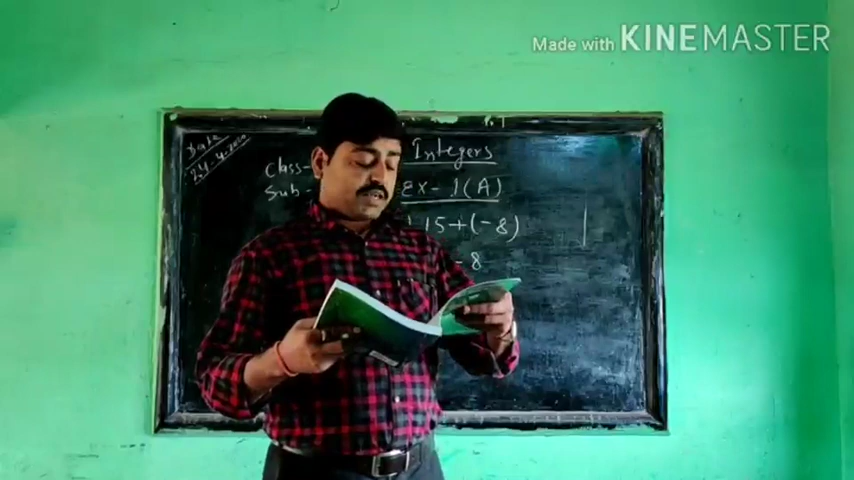 Made with KINEMASTER
Date
24.4.2020
Class- Integers
Sub- Ex-1(A)
15+(-8)
- 8